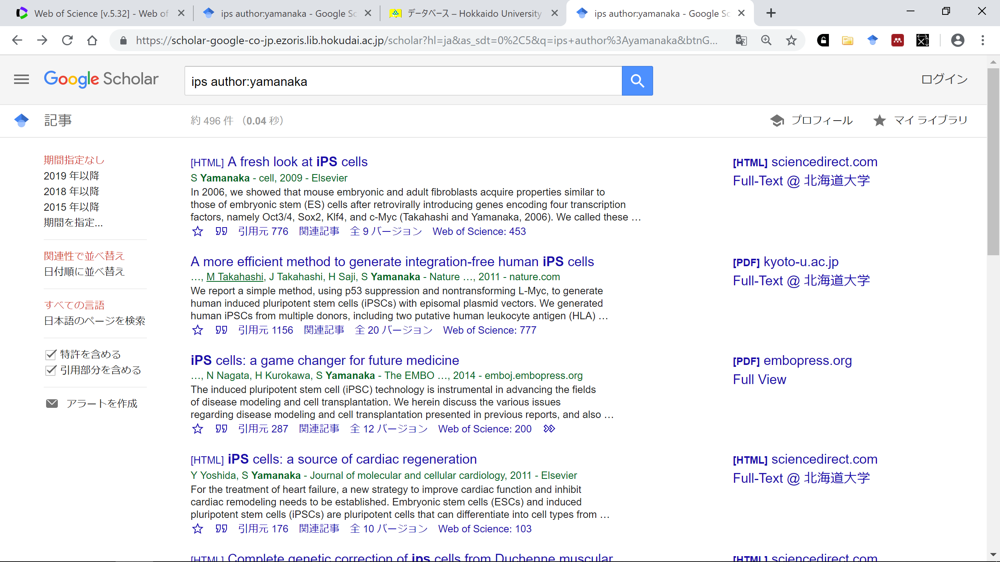 Web of Science [v.5.32] - Web of
ips author:yamanaka - Google Sc
データベース – Hokkaido University
ips author:yamanaka - Google Sc
https://scholar-google-co-jp.ezoris.lib.hokudai.ac.jp/scholar?hl=ja&as_sdt=0%2C5&q=ips+author%3Ayamanaka&btnG...
Google Scholar
ips author:yamanaka
ログイン
記事
約 496 件 （0.04 秒）
プロフィール
マイ ライブラリ
期間指定なし
2019 年以降
2018 年以降
2015 年以降
期間を指定...
関連性で並べ替え
日付順に並べ替え
すべての言語
日本語のページを検索
特許を含める
引用部分を含める
アラートを作成
[HTML] A fresh look at iPS cells
S Yamanaka - cell, 2009 - Elsevier
In 2006, we showed that mouse embryonic and adult fibroblasts acquire properties similar to
those of embryonic stem (ES) cells after retrovirally introducing genes encoding four transcription
factors, namely Oct3/4, Sox2, Klf4, and c-Myc (Takahashi and Yamanaka, 2006). We called these …
引用元 776 関連記事 全 9 バージョン Web of Science: 453
[HTML] sciencedirect.com
Full-Text @ 北海道大学
A more efficient method to generate integration-free human iPS cells
…, M Takahashi, J Takahashi, H Saji, S Yamanaka - Nature …, 2011 - nature.com
We report a simple method, using p53 suppression and nontransforming L-Myc, to generate
human induced pluripotent stem cells (iPSCs) with episomal plasmid vectors. We generated
human iPSCs from multiple donors, including two putative human leukocyte antigen (HLA) …
引用元 1156 関連記事 全 20 バージョン Web of Science: 777
[PDF] kyoto-u.ac.jp
Full-Text @ 北海道大学
iPS cells: a game changer for future medicine
…, N Nagata, H Kurokawa, S Yamanaka - The EMBO …, 2014 - emboj.embopress.org
The induced pluripotent stem cell (iPSC) technology is instrumental in advancing the fields
of disease modeling and cell transplantation. We herein discuss the various issues
regarding disease modeling and cell transplantation presented in previous reports, and also …
引用元 287 関連記事 全 12 バージョン Web of Science: 200
[PDF] embopress.org
Full View
[HTML] iPS cells: a source of cardiac regeneration
Y Yoshida, S Yamanaka - Journal of molecular and cellular cardiology, 2011 - Elsevier
For the treatment of heart failure, a new strategy to improve cardiac function and inhibit
cardiac remodeling needs to be established. Embryonic stem cells (ESCs) and induced
pluripotent stem cells (iPSCs) are pluripotent cells that can differentiate into cell types from …
引用元 176 関連記事 全 10 バージョン Web of Science: 103
[HTML] sciencedirect.com
Full-Text @ 北海道大学
[HTML] Complete genetic correction of ips cells from Duchenne muscular
[HTML] sciencedirect.com